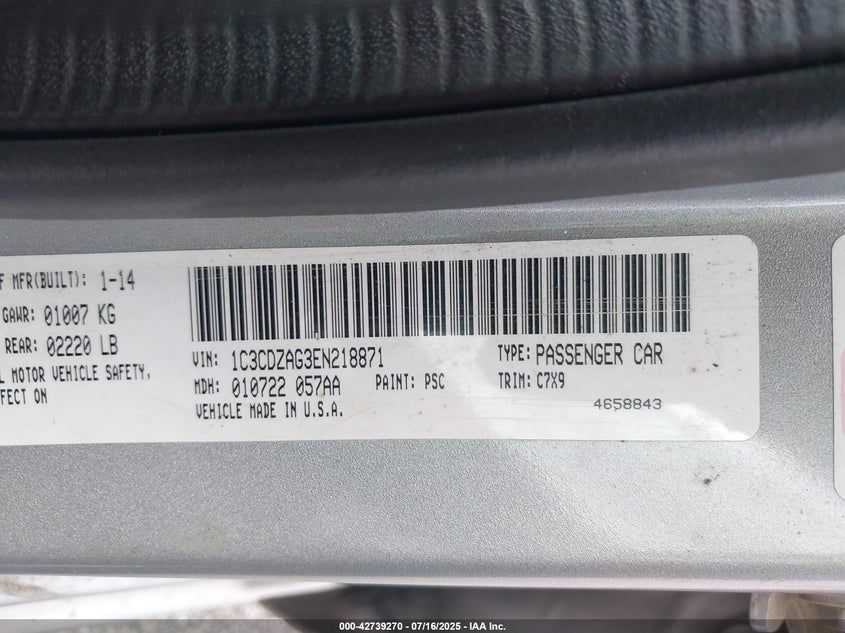 F MFR(BUILT): 1-14
GAWR: 01007 KG
REAR: 02220 LB
L MOTOR VEHICLE SAFETY,
FECT ON
VIN: 1C3CDZAG3EN218871
TYPE: PASSENGER CAR
MDH: 010722 057AA
PAINT: PSC
TRIM: C7X9
VEHICLE MADE IN U.S.A.
4658843
000-42739270 - 07/16/2025 - IAA Inc.